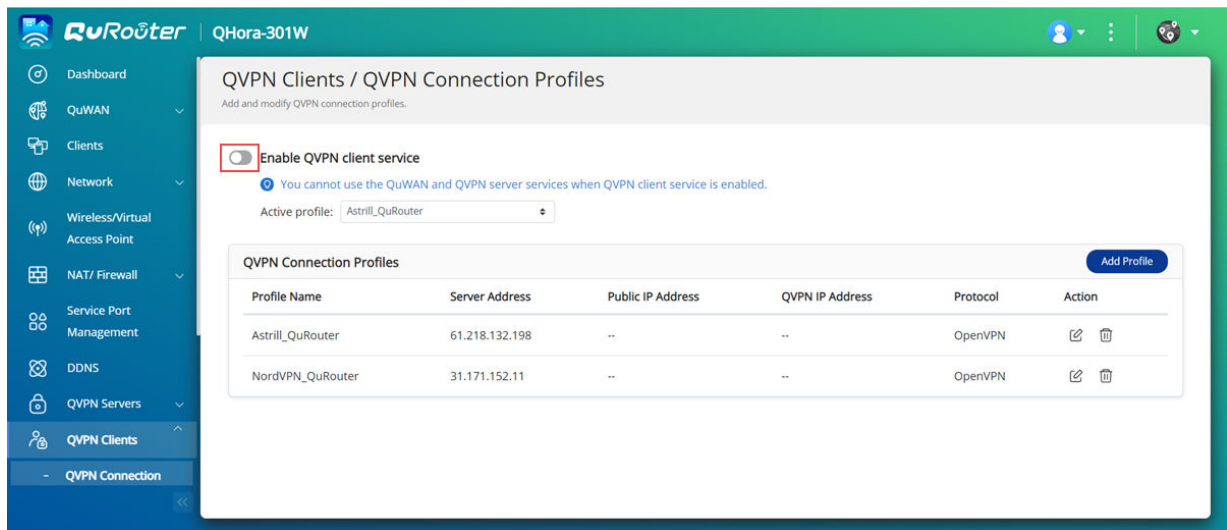 QuRouter | QHora-301W
Dashboard
QuWAN
Clients
Network
Wireless/Virtual
Access Point
NAT/ Firewall
Service Port
Management
DDNS
QVPN Servers
QVPN Clients
- QVPN Connection
QVPN Clients / QVPN Connection Profiles
Add and modify QVPN connection profiles.
Enable QVPN client service
You cannot use the QuWAN and QVPN server services when QVPN client service is enabled.
Active profile: Astrill_QuRouter
QVPN Connection Profiles Add Profile
Profile Name Server Address Public IP Address QVPN IP Address Protocol Action
Astrill_QuRouter 61.218.132.198 -- -- OpenVPN
NordVPN_QuRouter 31.171.152.11 -- -- OpenVPN